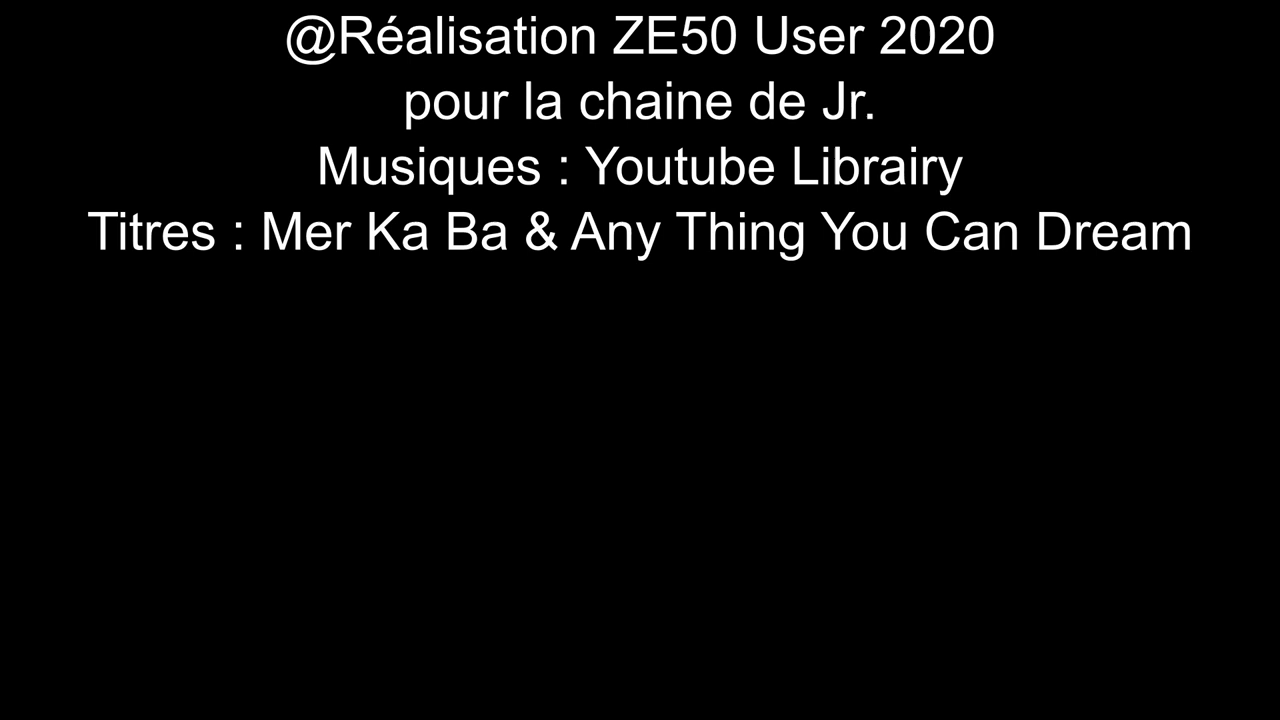 @Réalisation ZE50 User 2020
pour la chaine de Jr.
Musiques : Youtube Librairy
Titres : Mer Ka Ba & Any Thing You Can Dream